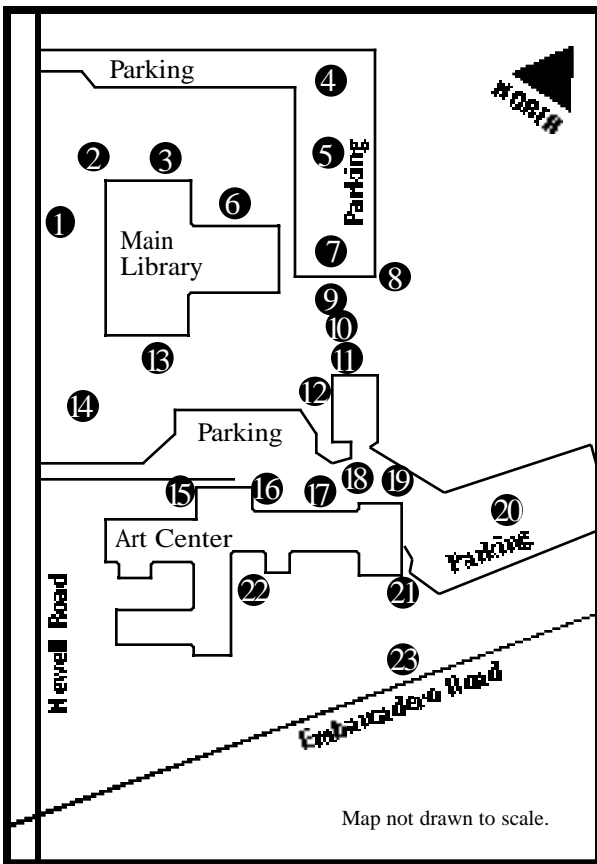 Parking
4
NORTH
2
3
5
Parking
6
1
Main
Library
7
8
9
10
11
13
12
14
Parking
18
19
15
16
17
20
Art Center
Parking
22
21
Newell Road
23
Embarcadero Road
Map not drawn to scale.